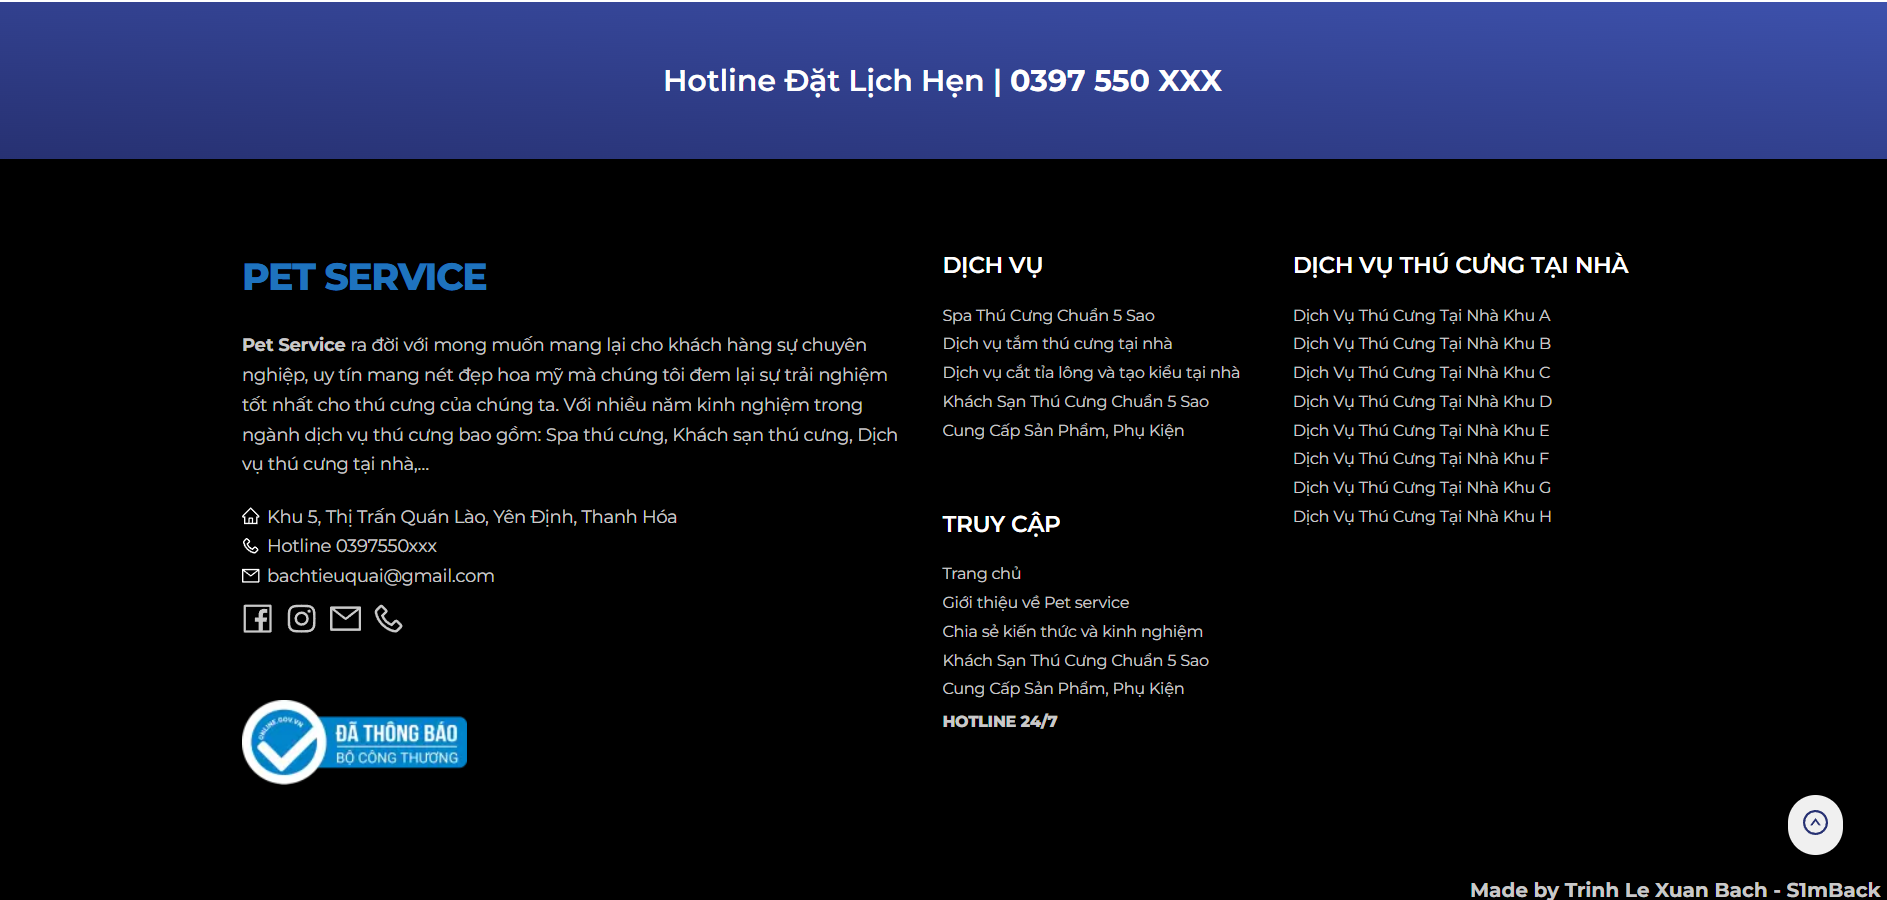 Hotline Đặt Lịch Hẹn | 0397 550 XXX
PET SERVICE
Pet Service ra đời với mong muốn mang lại cho khách hàng sự chuyên
nghiệp, uy tín mang nét đẹp hoa mỹ mà chúng tôi đem lại sự trải nghiệm
tốt nhất cho thú cưng của chúng ta. Với nhiều năm kinh nghiệm trong
ngành dịch vụ thú cưng bao gồm: Spa thú cưng, Khách sạn thú cưng, Dịch
vụ thú cưng tại nhà,...
Khu 5, Thị Trấn Quán Lào, Yên Định, Thanh Hóa
Hotline 0397550xxx
bachtieuquai@gmail.com
ONLINE.GOV.VN
ĐÃ THÔNG BÁO
BỘ CÔNG THƯƠNG
DỊCH VỤ
Spa Thú Cưng Chuẩn 5 Sao
Dịch vụ tắm thú cưng tại nhà
Dịch vụ cắt tỉa lông và tạo kiểu tại nhà
Khách Sạn Thú Cưng Chuẩn 5 Sao
Cung Cấp Sản Phẩm, Phụ Kiện
TRUY CẬP
Trang chủ
Giới thiệu về Pet service
Chia sẻ kiến thức và kinh nghiệm
Khách Sạn Thú Cưng Chuẩn 5 Sao
Cung Cấp Sản Phẩm, Phụ Kiện
HOTLINE 24/7
DỊCH VỤ THÚ CƯNG TẠI NHÀ
Dịch Vụ Thú Cưng Tại Nhà Khu A
Dịch Vụ Thú Cưng Tại Nhà Khu B
Dịch Vụ Thú Cưng Tại Nhà Khu C
Dịch Vụ Thú Cưng Tại Nhà Khu D
Dịch Vụ Thú Cưng Tại Nhà Khu E
Dịch Vụ Thú Cưng Tại Nhà Khu F
Dịch Vụ Thú Cưng Tại Nhà Khu G
Dịch Vụ Thú Cưng Tại Nhà Khu H
Made by Trinh Le Xuan Bach - S1mBack